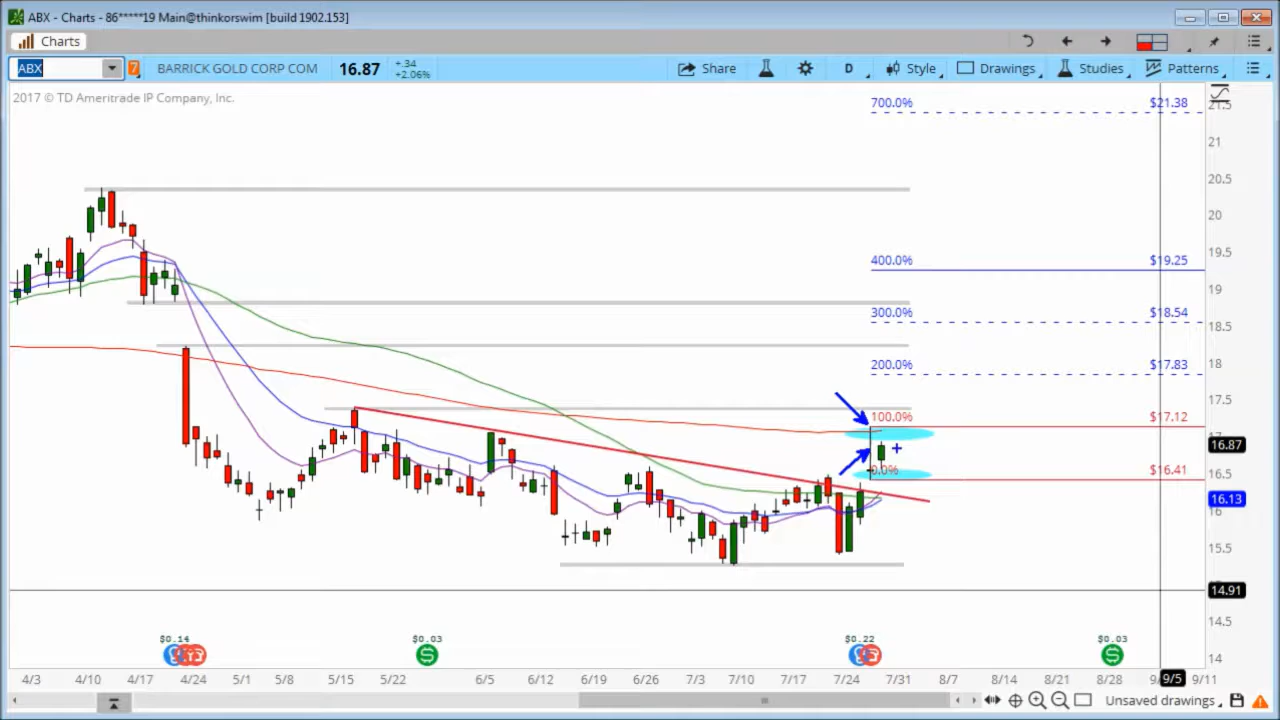 ABX - Charts - 86*****19 Main@thinkorswim [build 1902.153]
Charts
ABX
7
BARRICK GOLD CORP COM
16.87
+.34
+2.06%
Share
D
Style
Drawings
Studies
Patterns
2017 © TD Ameritrade IP Company, Inc.
700.0%
$21.38
400.0%
$19.25
300.0%
$18.54
200.0%
$17.83
100.0%
$17.12
0.0%
$16.41
21.5
21
20.5
20
19.5
19
18.5
18
17.5
17
16.87
16.5
16.13
16
15.5
14.91
14.5
14
$0.14
$0.03
$0.22
$0.03
4/3 4/10 4/17 4/24 5/1 5/8 5/15 5/22 6/5 6/12 6/19 6/26 7/3 7/10 7/17 7/24 7/31 8/7 8/14 8/21 8/28 9/5 9/11
Unsaved drawings